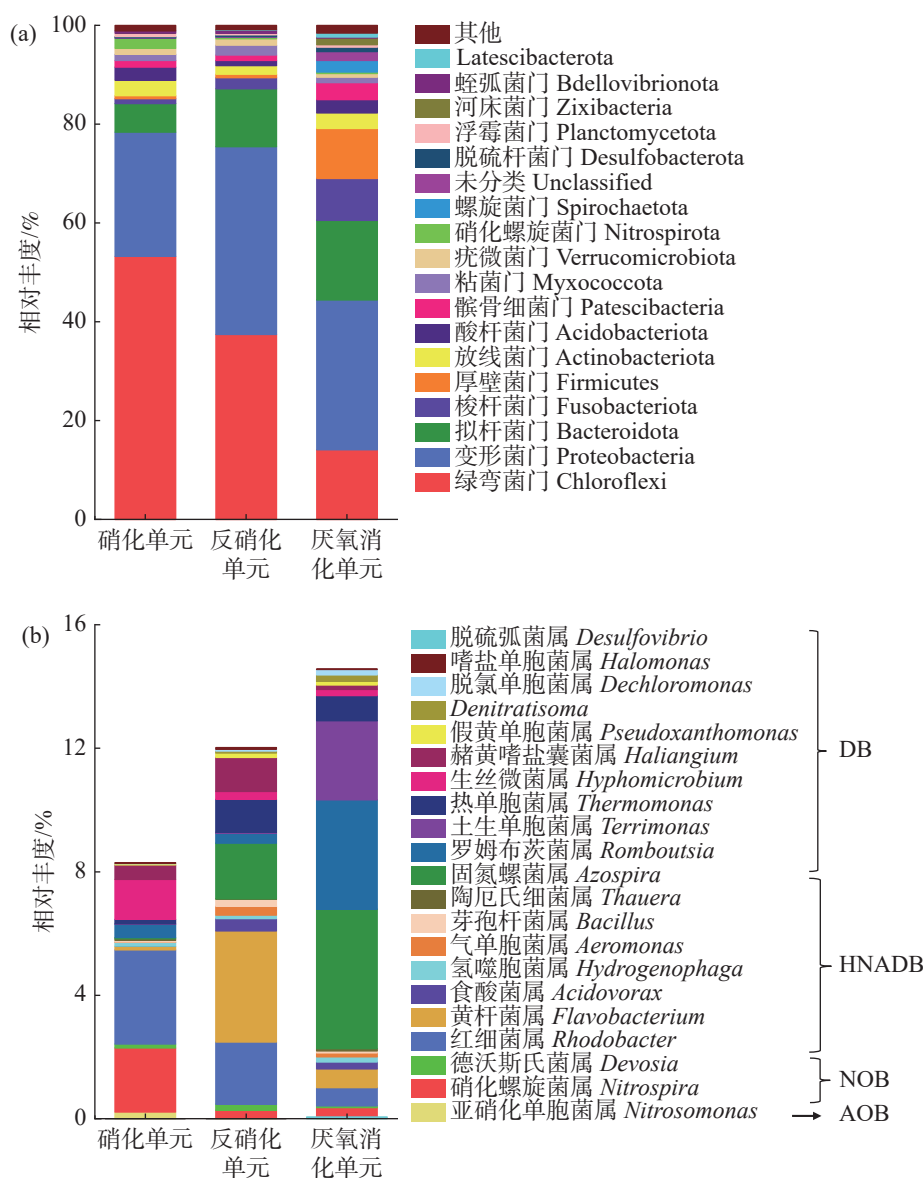 (a)
100
80
60
40
20
0
相对丰度/%
硝化单元
反硝化
单元
厌氧消
化单元
其他
Latescibacterota
蛭弧菌门 Bdellovibrionota
河床菌门 Zixibacteria
浮霉菌门 Planctomycetota
脱硫杆菌门 Desulfobacterota
未分类 Unclassified
螺旋菌门 Spirochaetota
硝化螺旋菌门 Nitrospirota
疣微菌门 Verrucomicrobiota
粘菌门 Myxococcota
髌骨细菌门 Patescibacteria
酸杆菌门 Acidobacteriota
放线菌门 Actinobacteriota
厚壁菌门 Firmicutes
梭杆菌门 Fusobacteriota
拟杆菌门 Bacteroidota
变形菌门 Proteobacteria
绿弯菌门 Chloroflexi
(b)
16
12
8
4
0
相对丰度/%
硝化单元
反硝化
单元
厌氧消
化单元
脱硫弧菌属 Desulfovibrio
嗜盐单胞菌属 Halomonas
脱氯单胞菌属 Dechloromonas
Denitratisoma
假黄单胞菌属 Pseudoxanthomonas
赭黄嗜盐囊菌属 Haliangium
生丝微菌属 Hyphomicrobium
热单胞菌属 Thermomonas
土生单胞菌属 Terrimonas
罗姆布茨菌属 Romboutsia
固氮螺菌属 Azospira
陶厄氏细菌属 Thauera
芽孢杆菌属 Bacillus
气单胞菌属 Aeromonas
氢噬胞菌属 Hydrogenophaga
食酸菌属 Acidovorax
黄杆菌属 Flavobacterium
红细菌属 Rhodobacter
德沃斯氏菌属 Devosia
硝化螺旋菌属 Nitrospira
亚硝化单胞菌属 Nitrosomonas
DB
HNADB
NOB
AOB